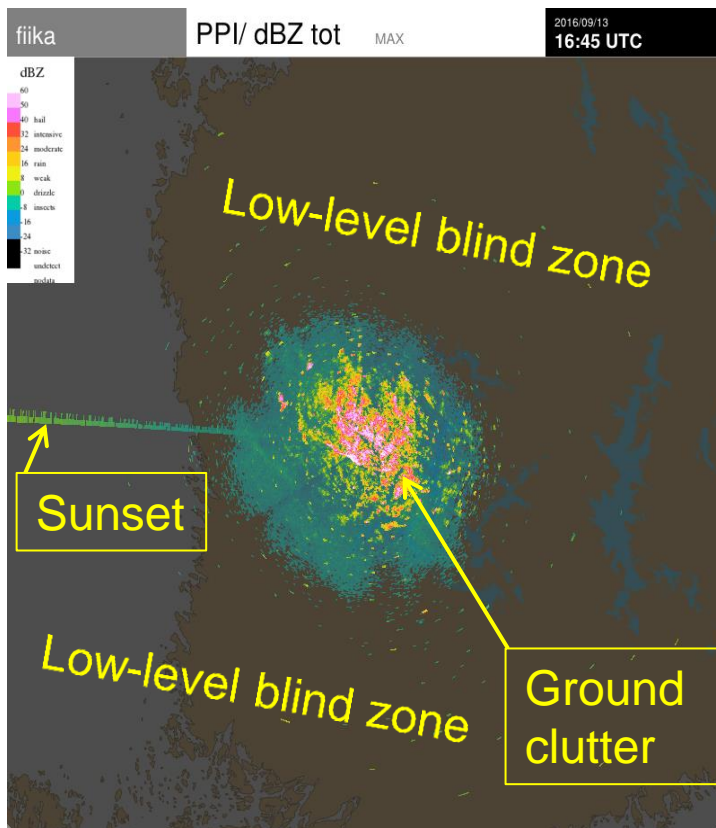 fiika
PPI/ dBZ tot
MAX
2016/09/13
16:45 UTC
dBZ
60
50
40 hail
32 intensive
24 moderate
16 rain
8 weak
0 drizzle
-8 insects
-16
-24
-32 noise
undetect
nodata
Low-level blind zone
Sunset
Low-level blind zone
Ground
clutter